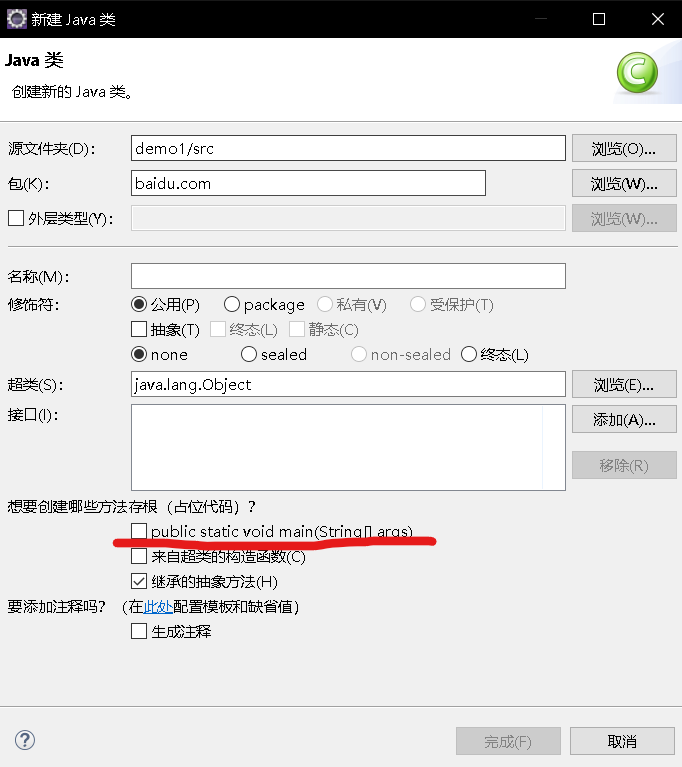 新建 Java 类
Java 类
创建新的 Java 类。
源文件夹(D)： demo1/src 浏览(O)...
包(K)： baidu.com 浏览(W)...
外层类型(Y)： 浏览(W)...
名称(M)：
修饰符： 公用(P) package 私有(V) 受保护(T)
抽象(T) 终态(L) 静态(C)
none sealed non-sealed 终态(L)
超类(S)： java.lang.Object 浏览(E)...
接口(I)： 添加(A)...
移除(R)
想要创建哪些方法存根（占位代码）？
public static void main(String[] args)
来自超类的构造函数(C)
继承的抽象方法(H)
要添加注释吗？ （在此处配置模板和缺省值）
生成注释
? 完成(F) 取消